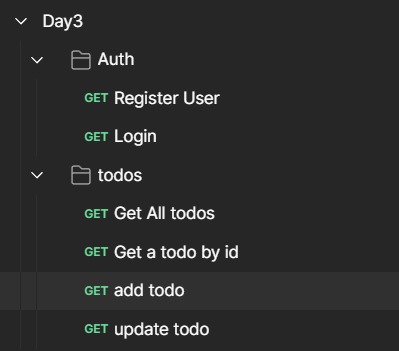 Day3
Auth
GET Register User
GET Login
todos
GET Get All todos
GET Get a todo by id
GET add todo
GET update todo